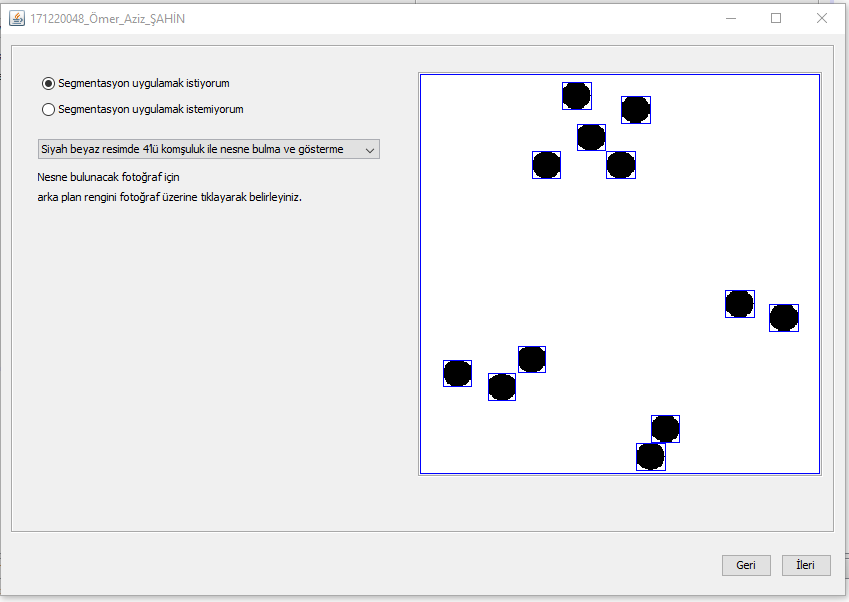 171220048_Ömer_Aziz_ŞAHİN
Segmentasyon uygulamak istiyorum
Segmentasyon uygulamak istemiyorum
Siyah beyaz resimde 4'lü komşuluk ile nesne bulma ve gösterme
Nesne bulunacak fotoğraf için
arka plan rengini fotoğraf üzerine tıklayarak belirleyiniz.
Geri
İleri